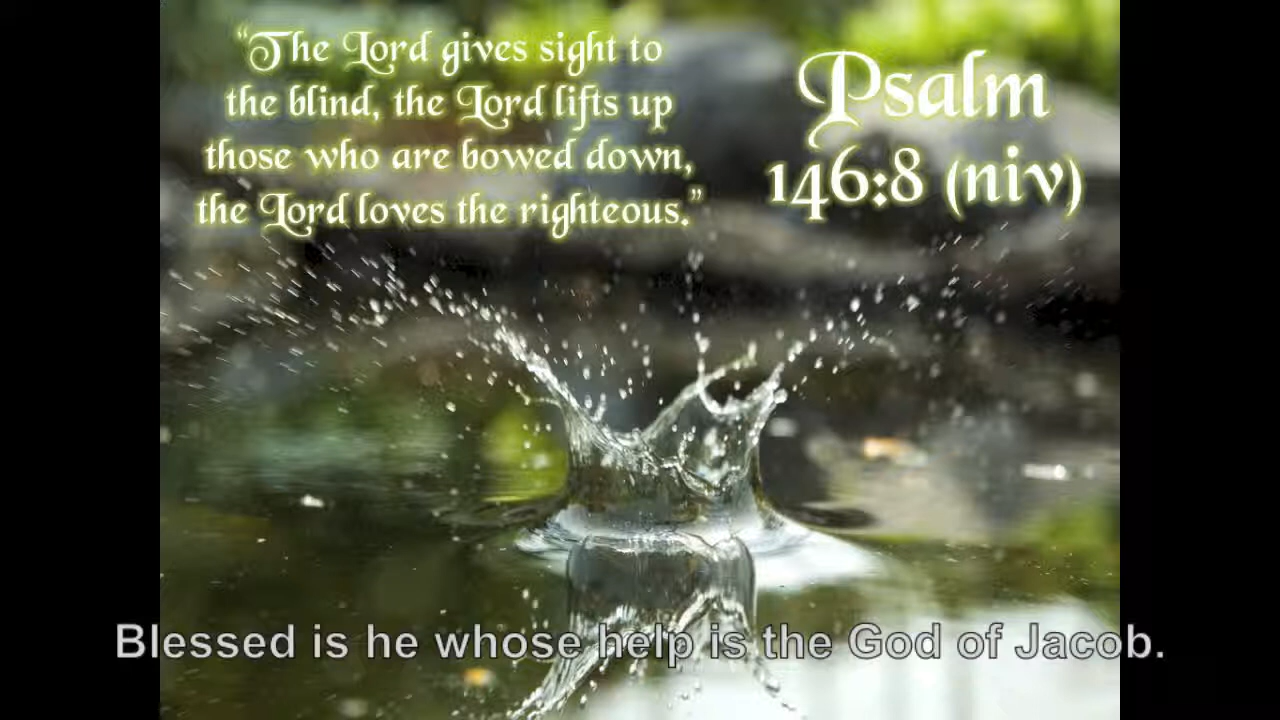 “The Lord gives sight to
the blind, the Lord lifts up
those who are bowed down,
the Lord loves the righteous.”
Psalm
146:8 (niv)
Blessed is he whose help is the God of Jacob.